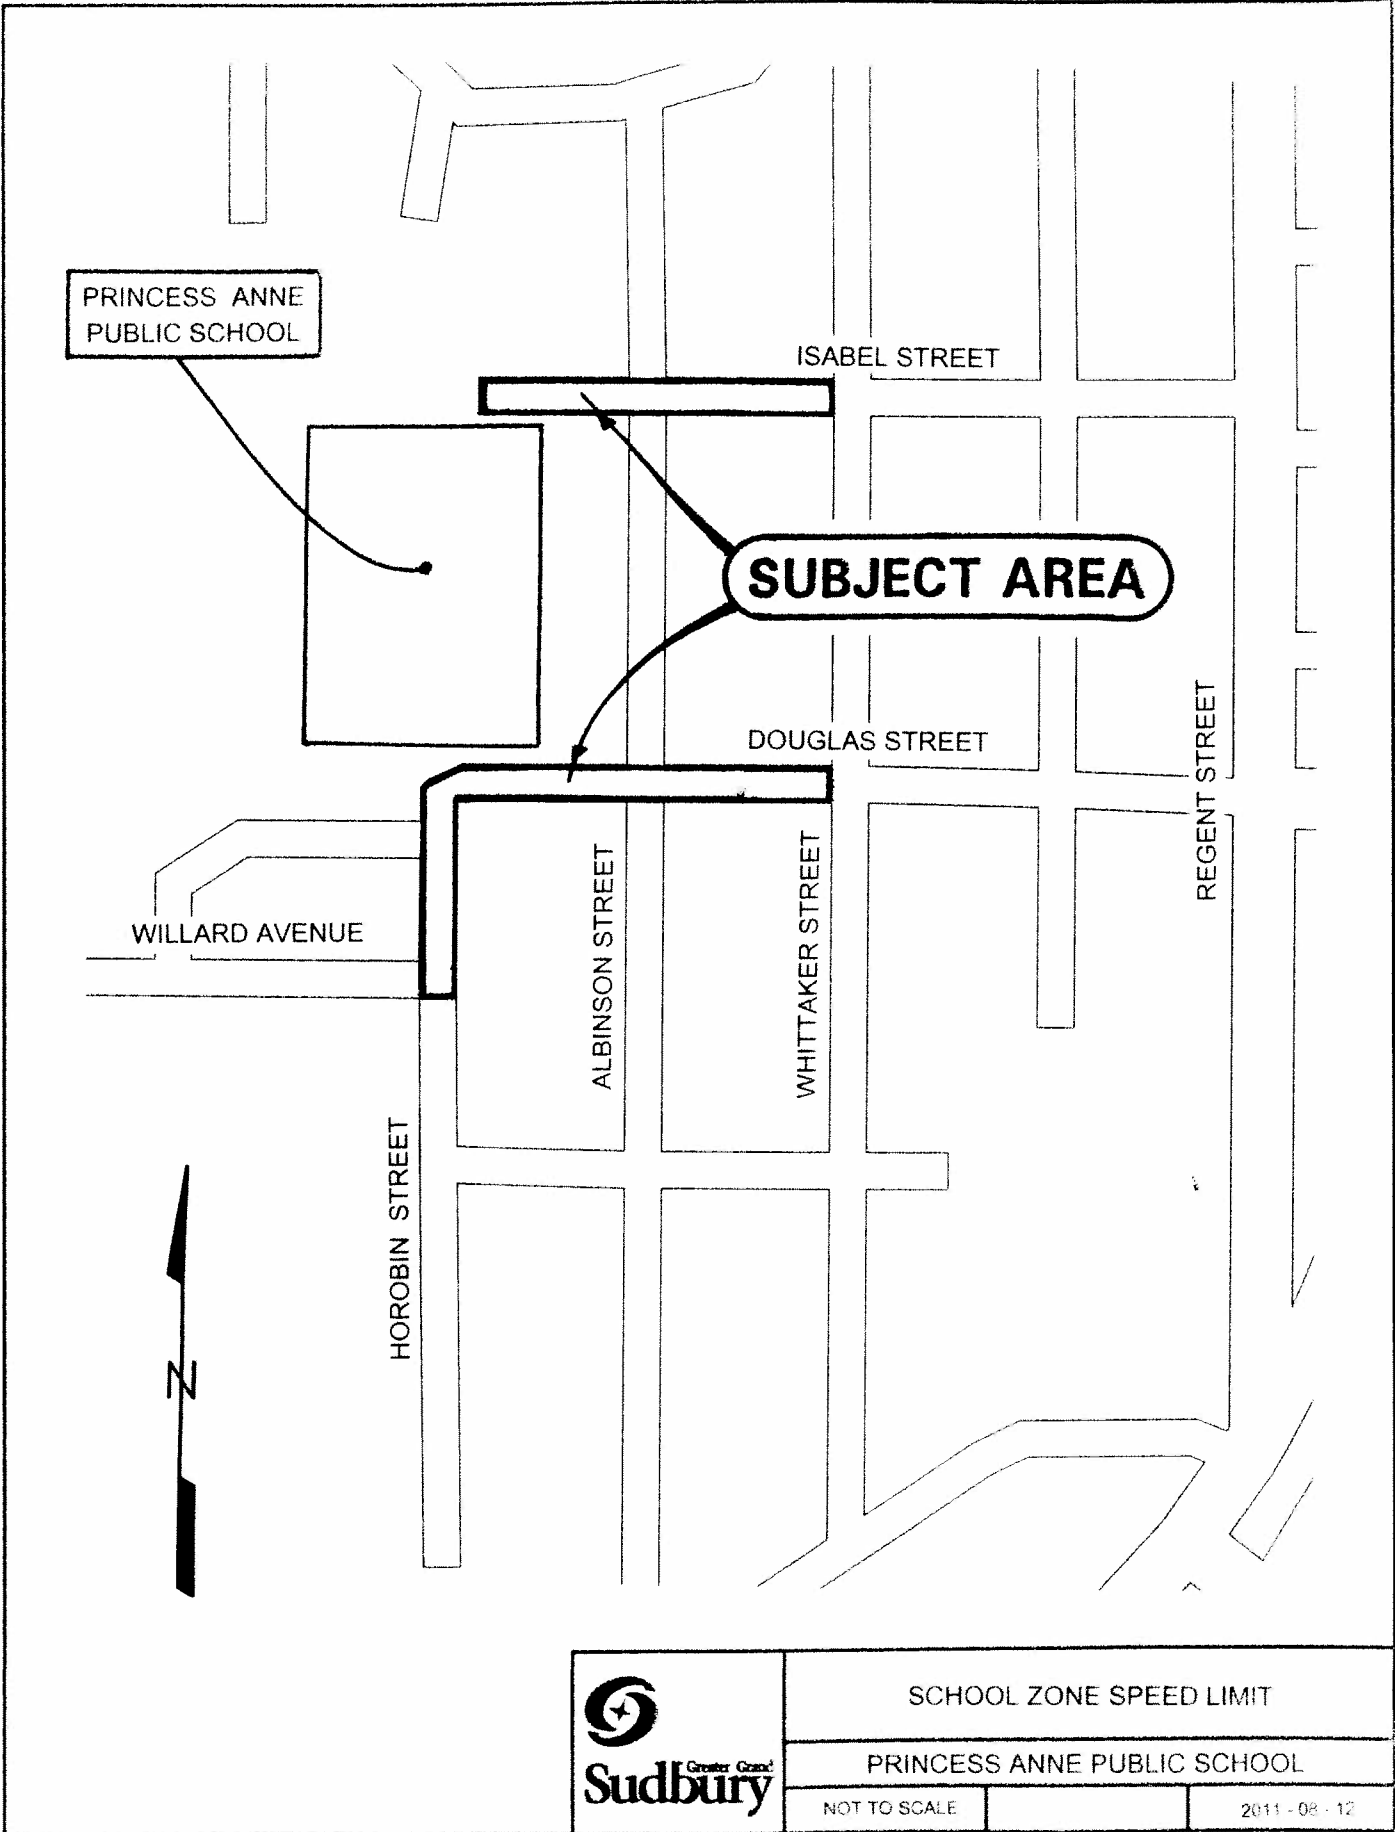 PRINCESS ANNE
PUBLIC SCHOOL
ISABEL STREET
SUBJECT AREA
DOUGLAS STREET
REGENT STREET
WILLARD AVENUE
ALBINSON STREET
WHITTAKER STREET
HOROBIN STREET
N
SCHOOL ZONE SPEED LIMIT
Greater Grand
Sudbury
PRINCESS ANNE PUBLIC SCHOOL
NOT TO SCALE
2011-08-12